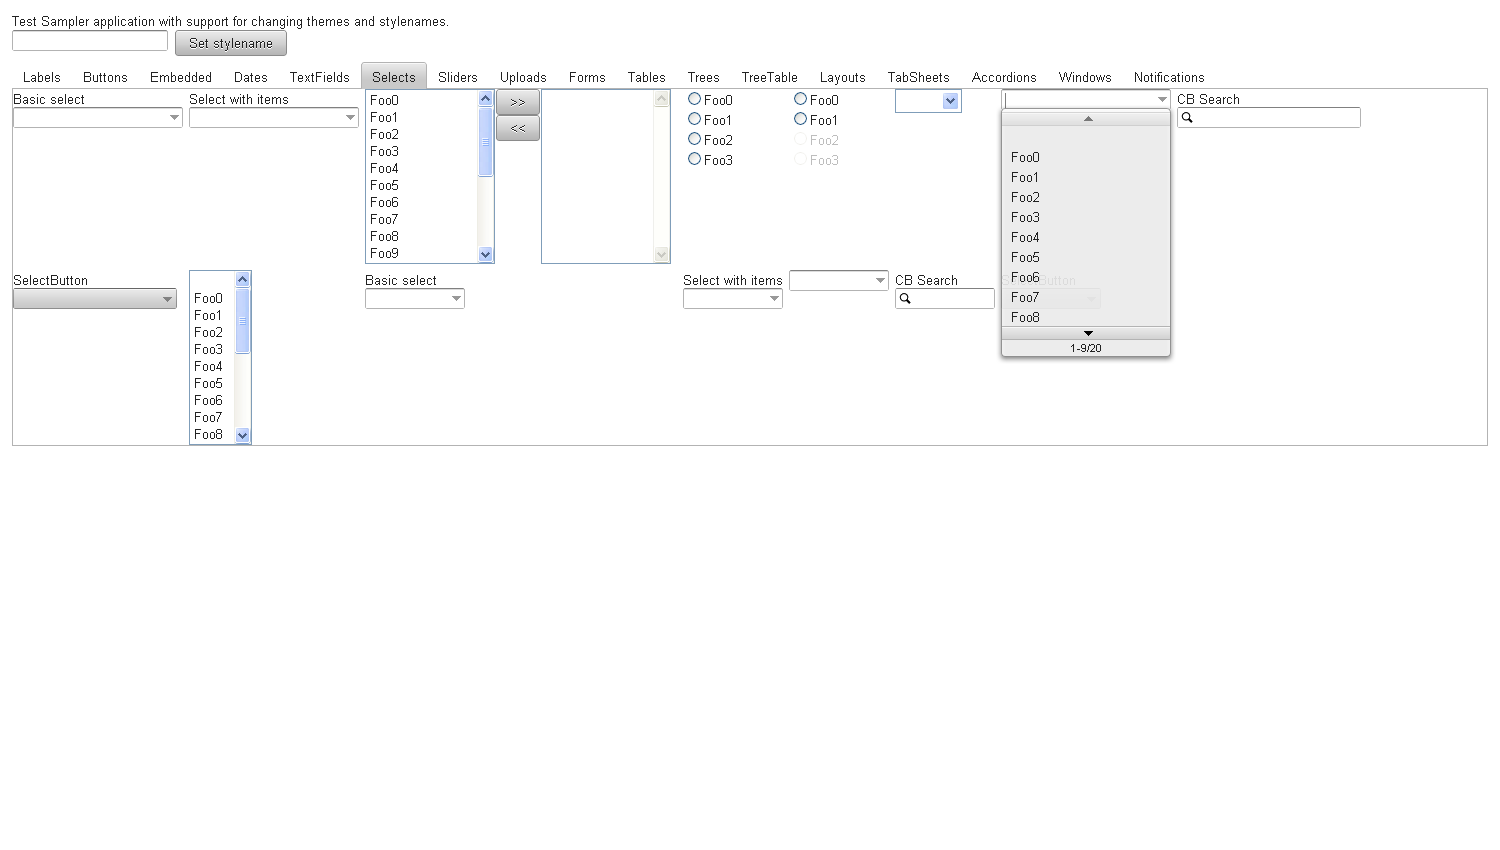 Test Sampler application with support for changing themes and stylenames.
Set stylename
Labels Buttons Embedded Dates TextFields Selects Sliders Uploads Forms Tables Trees TreeTable Layouts TabSheets Accordions Windows Notifications
Basic select
Select with items
Foo0
Foo1
Foo2
Foo3
Foo4
Foo5
Foo6
Foo7
Foo8
Foo9
>>
<<
Foo0
Foo1
Foo2
Foo3
Foo0
Foo1
Foo2
Foo3
Foo0
Foo1
Foo2
Foo3
Foo4
Foo5
Foo6
Foo7
Foo8
1-9/20
CB Search
SelectButton
Foo0
Foo1
Foo2
Foo3
Foo4
Foo5
Foo6
Foo7
Foo8
Basic select
Select with items
CB Search